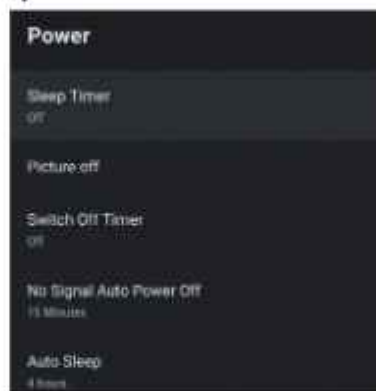 Power
Sleep Timer
Off
Picture off
Switch Off Timer
Off
No Signal Auto Power Off
15 Minutes
Auto Sleep
4 hours